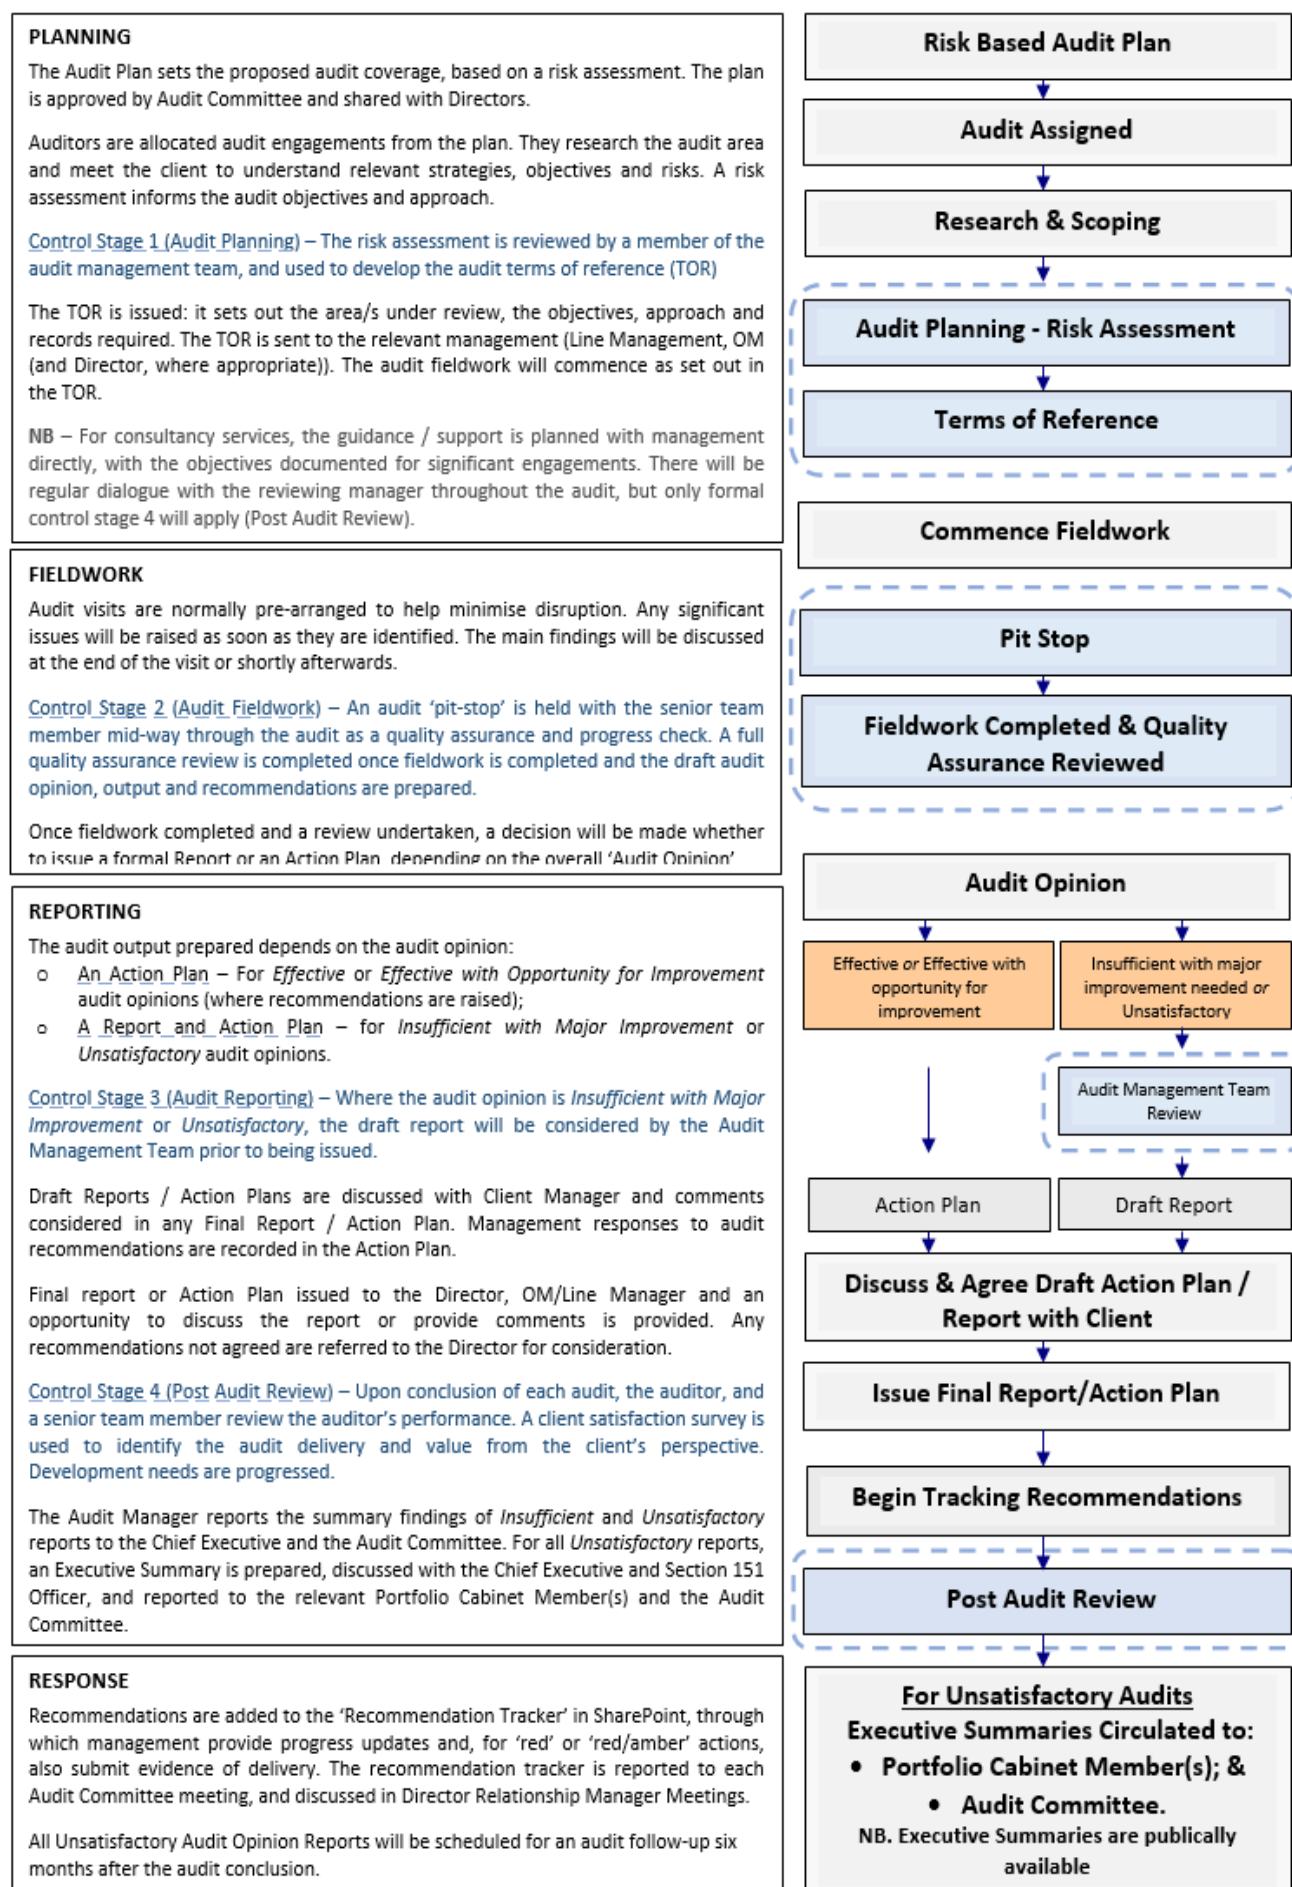 PLANNING
The Audit Plan sets the proposed audit coverage, based on a risk assessment. The plan
is approved by Audit Committee and shared with Directors.
Auditors are allocated audit engagements from the plan. They research the audit area
and meet the client to understand relevant strategies, objectives and risks. A risk
assessment informs the audit objectives and approach.
Control Stage 1 (Audit Planning) – The risk assessment is reviewed by a member of the
audit management team, and used to develop the audit terms of reference (TOR)
The TOR is issued: it sets out the area/s under review, the objectives, approach and
records required. The TOR is sent to the relevant management (Line Management, OM
(and Director, where appropriate)). The audit fieldwork will commence as set out in
the TOR.
NB – For consultancy services, the guidance / support is planned with management
directly, with the objectives documented for significant engagements. There will be
regular dialogue with the reviewing manager throughout the audit, but only formal
control stage 4 will apply (Post Audit Review).
FIELDWORK
Audit visits are normally pre-arranged to help minimise disruption. Any significant
issues will be raised as soon as they are identified. The main findings will be discussed
at the end of the visit or shortly afterwards.
Control Stage 2 (Audit Fieldwork) – An audit ‘pit-stop’ is held with the senior team
member mid-way through the audit as a quality assurance and progress check. A full
quality assurance review is completed once fieldwork is completed and the draft audit
opinion, output and recommendations are prepared.
Once fieldwork completed and a review undertaken, a decision will be made whether
to issue a formal Report or an Action Plan, depending on the overall ‘Audit Opinion’
REPORTING
The audit output prepared depends on the audit opinion:
o An Action Plan – For Effective or Effective with Opportunity for Improvement
audit opinions (where recommendations are raised);
o A Report and Action Plan – for Insufficient with Major Improvement or
Unsatisfactory audit opinions.
Control Stage 3 (Audit Reporting) – Where the audit opinion is Insufficient with Major
Improvement or Unsatisfactory, the draft report will be considered by the Audit
Management Team prior to being issued.
Draft Reports / Action Plans are discussed with Client Manager and comments
considered in any Final Report / Action Plan. Management responses to audit
recommendations are recorded in the Action Plan.
Final report or Action Plan issued to the Director, OM/Line Manager and an
opportunity to discuss the report or provide comments is provided. Any
recommendations not agreed are referred to the Director for consideration.
Control Stage 4 (Post Audit Review) – Upon conclusion of each audit, the auditor, and
a senior team member review the auditor’s performance. A client satisfaction survey is
used to identify the audit delivery and value from the client’s perspective.
Development needs are progressed.
The Audit Manager reports the summary findings of Insufficient and Unsatisfactory
reports to the Chief Executive and the Audit Committee. For all Unsatisfactory reports,
an Executive Summary is prepared, discussed with the Chief Executive and Section 151
Officer, and reported to the relevant Portfolio Cabinet Member(s) and the Audit
Committee.
RESPONSE
Recommendations are added to the ‘Recommendation Tracker’ in SharePoint, through
which management provide progress updates and, for ‘red’ or ‘red/amber’ actions,
also submit evidence of delivery. The recommendation tracker is reported to each
Audit Committee meeting, and discussed in Director Relationship Manager Meetings.
All Unsatisfactory Audit Opinion Reports will be scheduled for an audit follow-up six
months after the audit conclusion.
Risk Based Audit Plan
Audit Assigned
Research & Scoping
Audit Planning - Risk Assessment
Terms of Reference
Commence Fieldwork
Pit Stop
Fieldwork Completed & Quality
Assurance Reviewed
Audit Opinion
Effective or Effective with
opportunity for
improvement
Insufficient with major
improvement needed or
Unsatisfactory
Audit Management Team
Review
Action Plan
Draft Report
Discuss & Agree Draft Action Plan /
Report with Client
Issue Final Report/Action Plan
Begin Tracking Recommendations
Post Audit Review
For Unsatisfactory Audits
Executive Summaries Circulated to:
• Portfolio Cabinet Member(s); &
• Audit Committee.
NB. Executive Summaries are publically
available